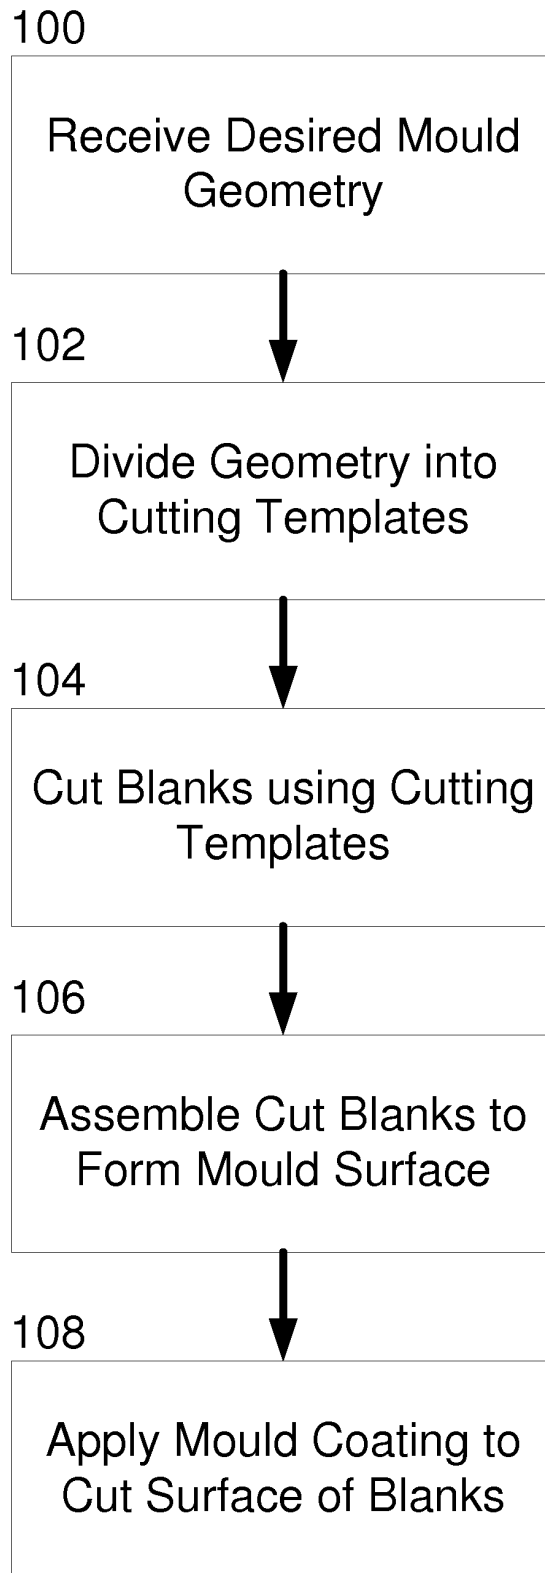 100
Receive Desired Mould
Geometry
102
Divide Geometry into
Cutting Templates
104
Cut Blanks using Cutting
Templates
106
Assemble Cut Blanks to
Form Mould Surface
108
Apply Mould Coating to
Cut Surface of Blanks